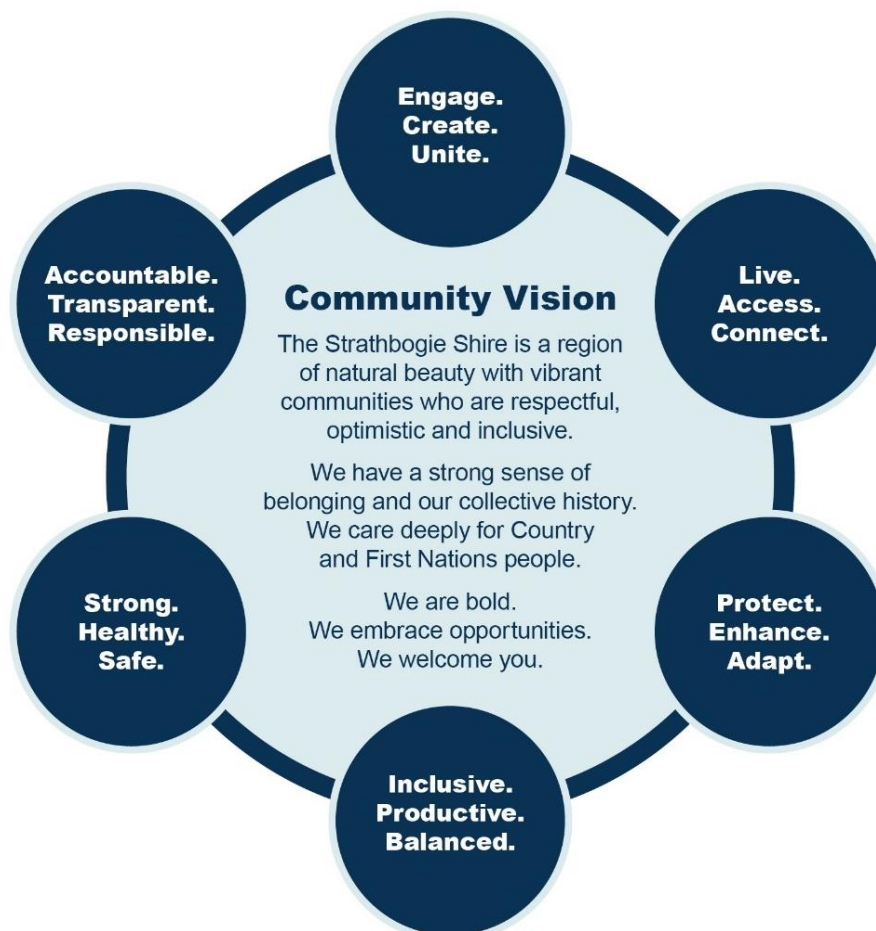 Engage.
Create.
Unite.
Live.
Access.
Connect.
Protect.
Enhance.
Adapt.
Inclusive.
Productive.
Balanced.
Strong.
Healthy.
Safe.
Accountable.
Transparent.
Responsible.
Community Vision
The Strathbogie Shire is a region
of natural beauty with vibrant
communities who are respectful,
optimistic and inclusive.
We have a strong sense of
belonging and our collective history.
We care deeply for Country
and First Nations people.
We are bold.
We embrace opportunities.
We welcome you.